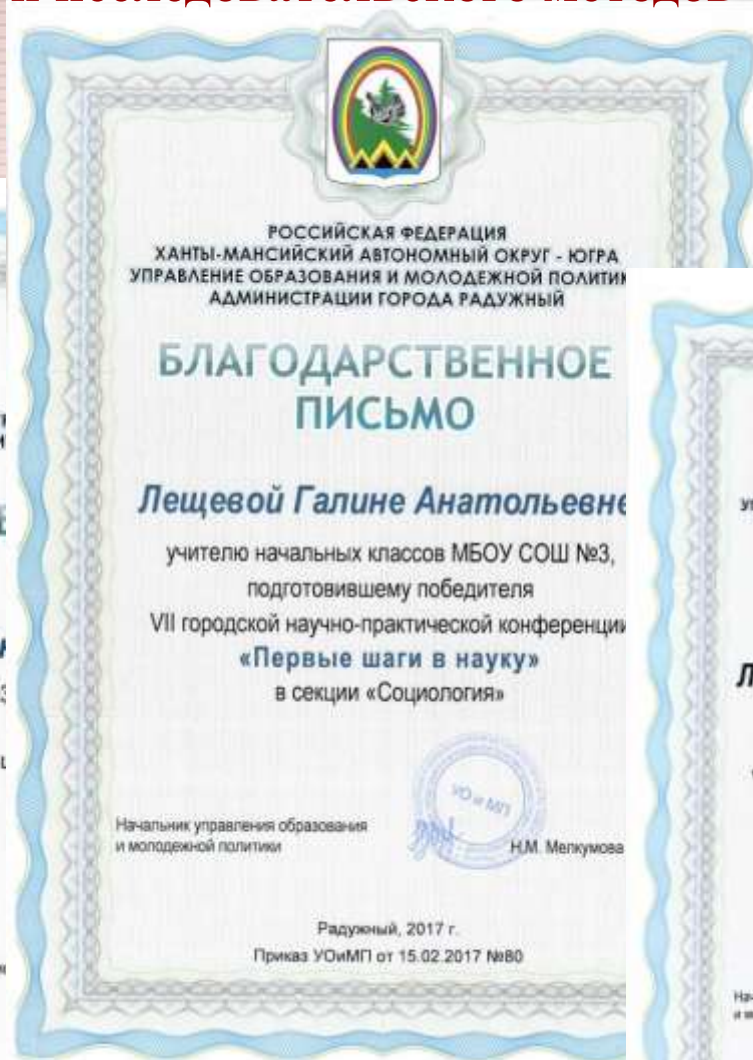 РОССИЙСКАЯ ФЕДЕРАЦИЯ
ХАНТЫ-МАНСИЙСКИЙ АВТОНОМНЫЙ ОКРУГ - ЮГРА
УПРАВЛЕНИЕ ОБРАЗОВАНИЯ И МОЛОДЕЖНОЙ ПОЛИТИК
АДМИНИСТРАЦИИ ГОРОДА РАДУЖНЫЙ
БЛАГОДАРСТВЕННОЕ
ПИСЬМО
Лещевой Галине Анатольевне
учителю начальных классов МБОУ СОШ №3,
подготовившему победителя
VII городской научно-практической конференции
«Первые шаги в науку»
в секции «Социология»
УО и МП
Начальник управления образования
и молодежной политики
Н.М. Мелкумова
Радужный, 2017 г.
Приказ УОиМП от 15.02.2017 №80